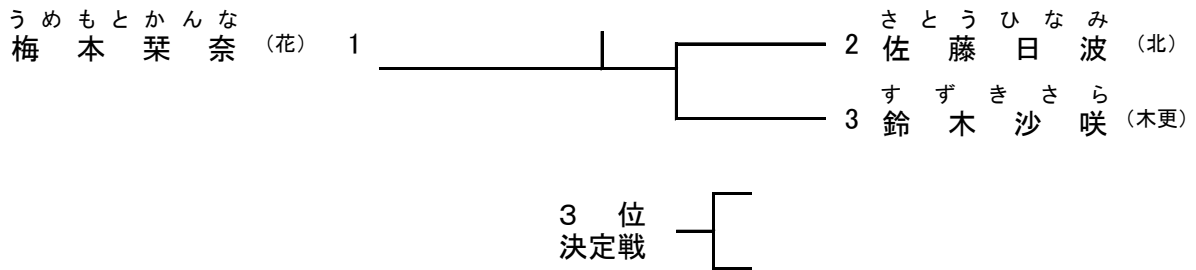 うめもとかんな
梅本栞奈（花） 1
さとうひなみ
2 佐藤日波（北）
すずきさら
3 鈴木沙咲（木更）
３位
決定戦